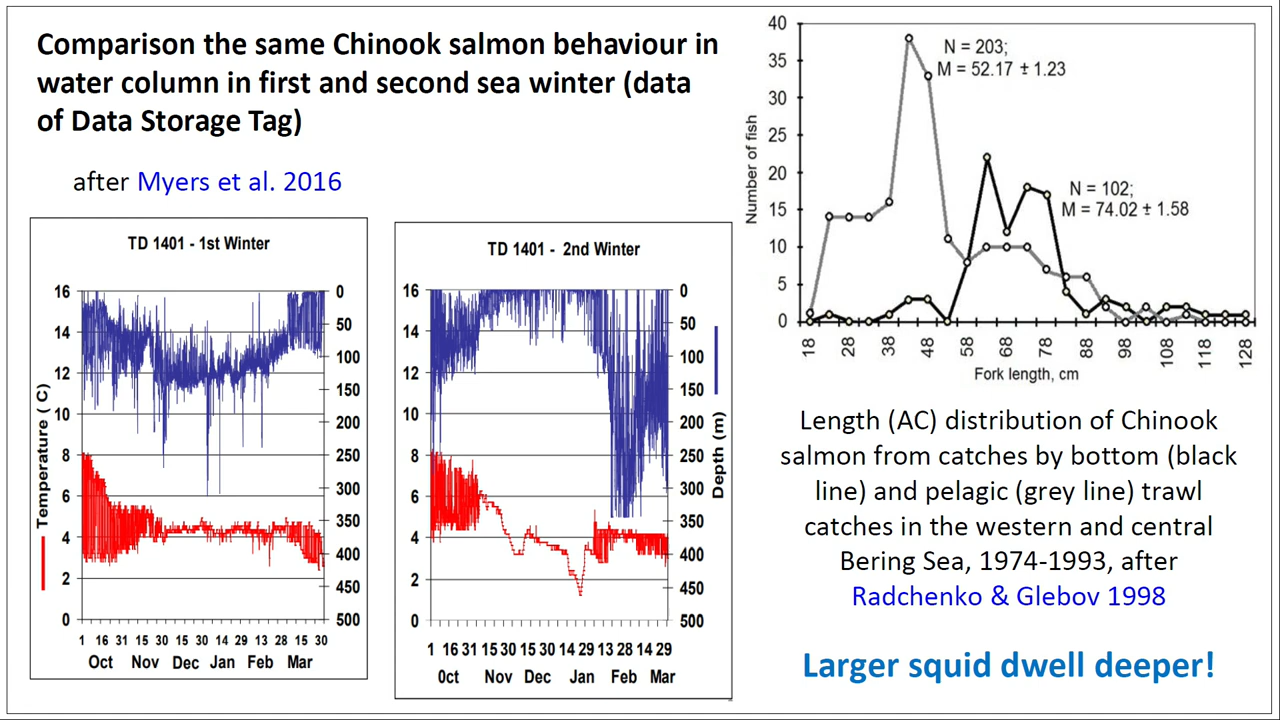 Comparison the same Chinook salmon behaviour in
water column in first and second sea winter (data
of Data Storage Tag)
after Myers et al. 2016
TD 1401 - 1st Winter
16
14
12
10
8
6
4
2
0
0
50
100
150
200
250
300
350
400
450
500
Temperature ( C)
1 16 31 15 30 15 30 14 29 13 28 15 30
Oct Nov Dec Jan Feb Mar
TD 1401 - 2nd Winter
16
14
12
10
8
6
4
2
0
0
50
100
150
200
250
300
350
400
450
500
Depth (m)
1 16 31 15 30 15 30 14 29 13 28 14 29
Oct Nov Dec Jan Feb Mar
40
35
30
25
20
15
10
5
0
Number of fish
N = 203;
M = 52.17 ± 1.23
N = 102;
M = 74.02 ± 1.58
18 28 38 48 58 68 78 88 98 108 118 128
Fork length, cm
Length (AC) distribution of Chinook
salmon from catches by bottom (black
line) and pelagic (grey line) trawl
catches in the western and central
Bering Sea, 1974-1993, after
Radchenko & Glebov 1998
Larger squid dwell deeper!